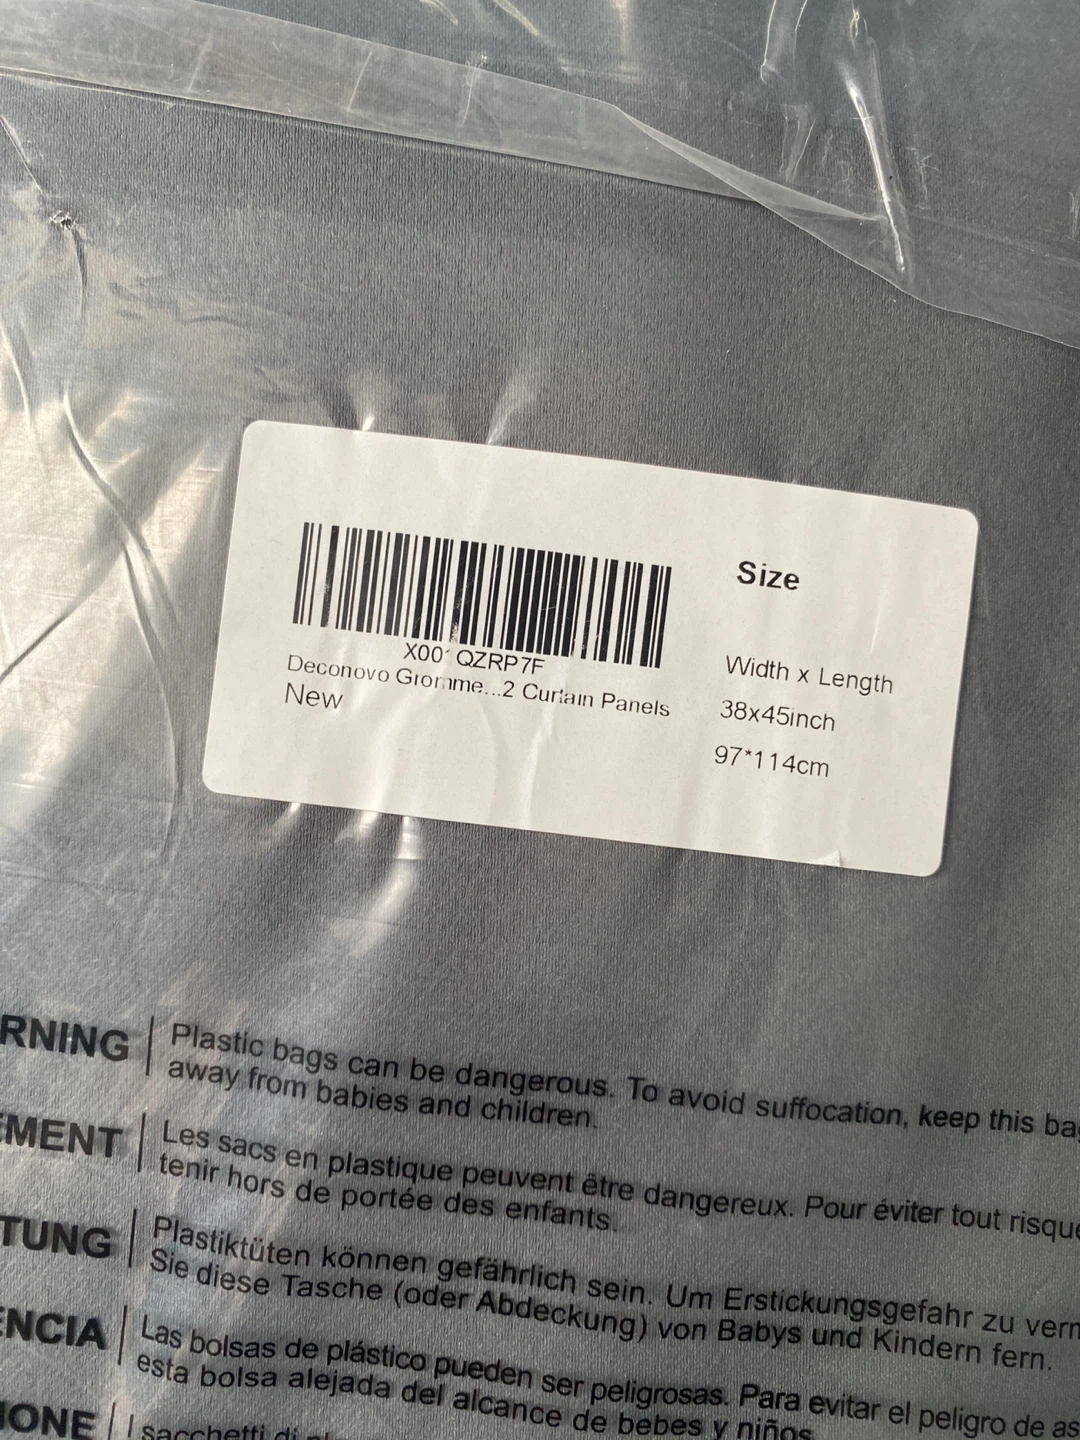 Size
X001QZRP7F
Deconovo Gromme...2 Curtain Panels
New
Width x Length
38x45inch
97*114cm
RNING
Plastic bags can be dangerous. To avoid suffocation, keep this ba
away from babies and children.
EMENT
Les sacs en plastique peuvent être dangereux. Pour éviter tout risque
tenir hors de portée des enfants.
TUNG
Plastiktüten können gefährlich sein. Um Erstickungsgefahr zu verm
Sie diese Tasche (oder Abdeckung) von Babys und Kindern fern.
ENCIA
Las bolsas de plástico pueden ser peligrosas. Para evitar el peligro de as
esta bolsa alejada del alcance de bebes y niños.
IONE
I sacchetti di